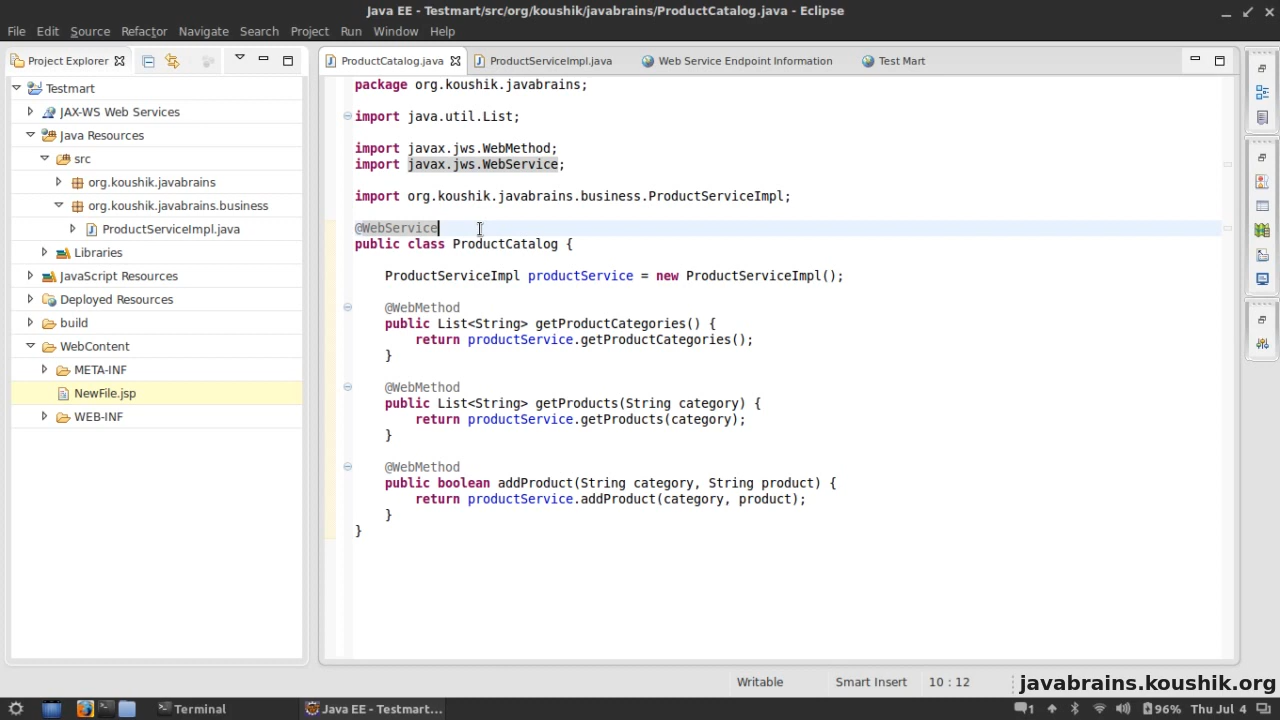 Java EE - Testmart/src/org/koushik/javabrains/ProductCatalog.java - Eclipse
File Edit Source Refactor Navigate Search Project Run Window Help
Project Explorer
Testmart
JAX-WS Web Services
Java Resources
src
org.koushik.javabrains
org.koushik.javabrains.business
ProductServiceImpl.java
Libraries
JavaScript Resources
Deployed Resources
build
WebContent
META-INF
NewFile.jsp
WEB-INF
ProductCatalog.java ProductServiceImpl.java Web Service Endpoint Information Test Mart
package org.koushik.javabrains;
import java.util.List;
import javax.jws.WebMethod;
import javax.jws.WebService;
import org.koushik.javabrains.business.ProductServiceImpl;
@WebService
public class ProductCatalog {
ProductServiceImpl productService = new ProductServiceImpl();
@WebMethod
public List<String> getProductCategories() {
return productService.getProductCategories();
}
@WebMethod
public List<String> getProducts(String category) {
return productService.getProducts(category);
}
@WebMethod
public boolean addProduct(String category, String product) {
return productService.addProduct(category, product);
}
}
Writable Smart Insert 10 : 12
javabrains.koushik.org
Terminal Java EE - Testmart... 1 96% Thu Jul 4